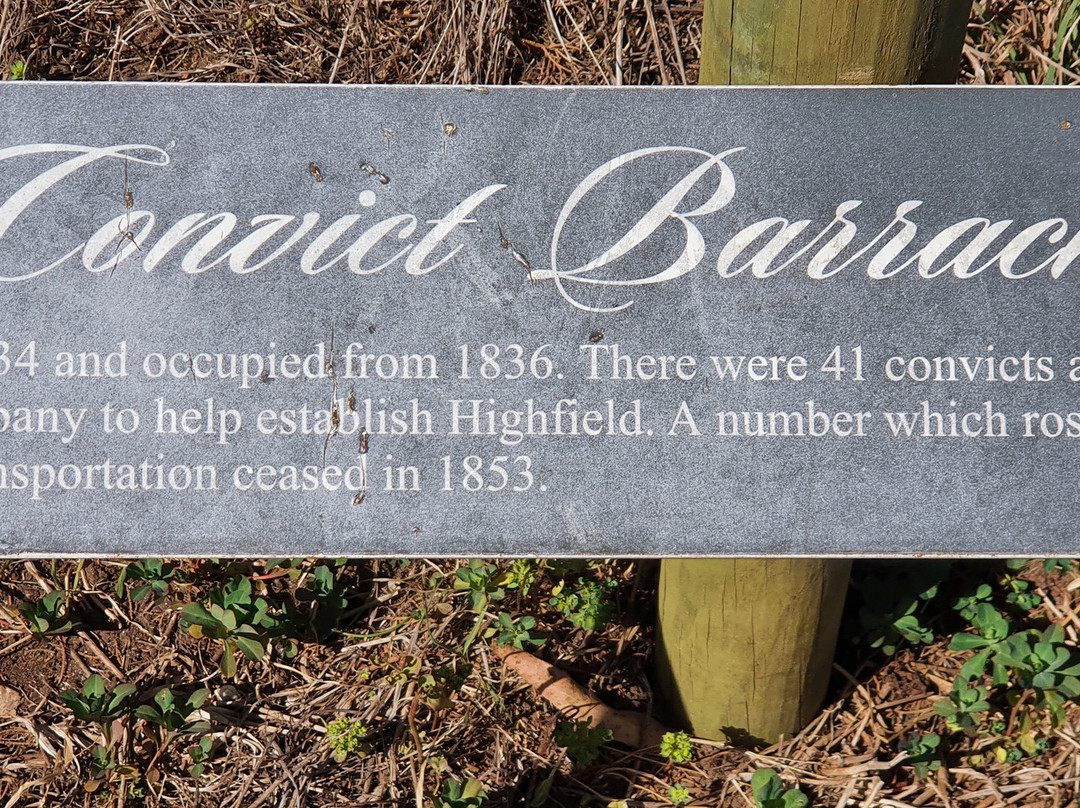 Convict Barrac
34 and occupied from 1836. There were 41 convicts a
pany to help establish Highfield. A number which ros
nsportation ceased in 1853.